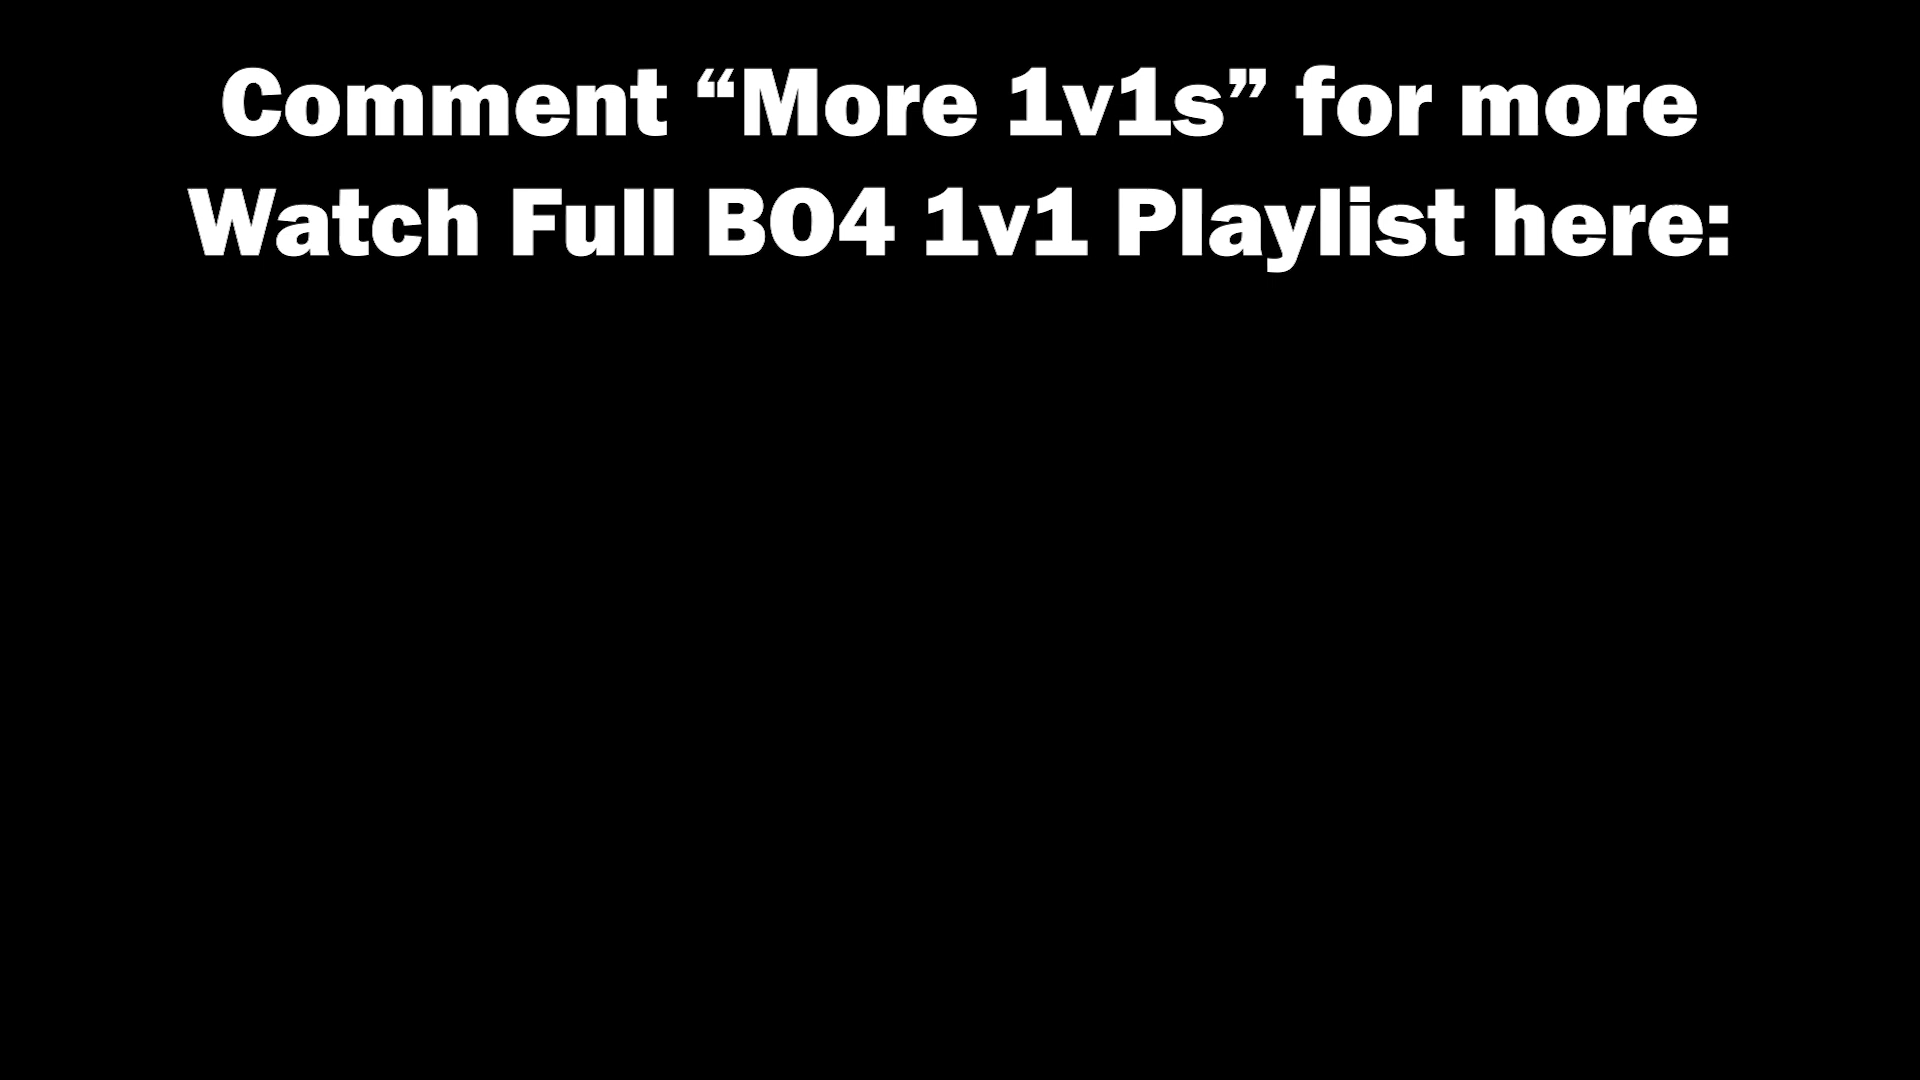 Comment “More 1v1s” for more
Watch Full BO4 1v1 Playlist here: